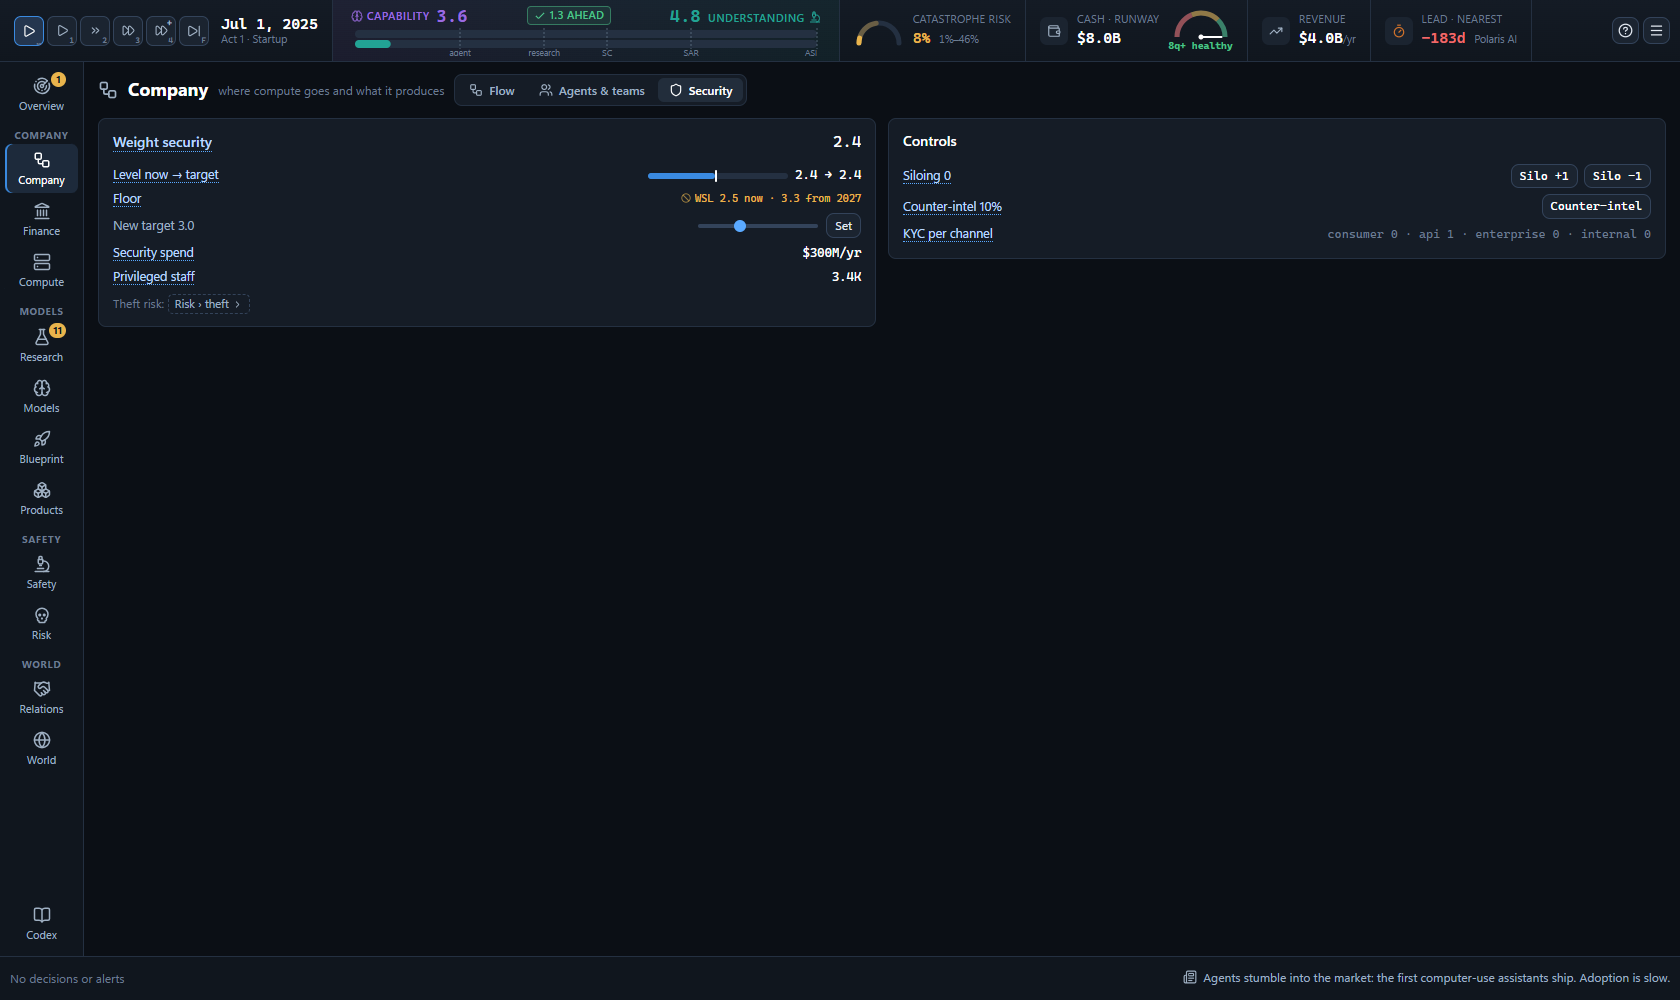 1
2
3
4
F
Jul 1, 2025
Act 1 · Startup
CAPABILITY 3.6
1.3 AHEAD
4.8 UNDERSTANDING
agent research SC SAR ASI
CATASTROPHE RISK
8% 1%–46%
CASH · RUNWAY
$8.0B
8q+ healthy
REVENUE
$4.0B/yr
LEAD · NEAREST
−183d Polaris AI
1
Overview
COMPANY
Company
Finance
Compute
MODELS
11
Research
Models
Blueprint
Products
SAFETY
Safety
Risk
WORLD
Relations
World
Codex
Company where compute goes and what it produces
Flow
Agents & teams
Security
Weight security 2.4
Level now → target 2.4 → 2.4
Floor WSL 2.5 now · 3.3 from 2027
New target 3.0 Set
Security spend $300M/yr
Privileged staff 3.4K
Theft risk: Risk › theft ›
Controls
Siloing 0 Silo +1 Silo −1
Counter-intel 10% Counter-intel
KYC per channel consumer 0 · api 1 · enterprise 0 · internal 0
No decisions or alerts
Agents stumble into the market: the first computer-use assistants ship. Adoption is slow.